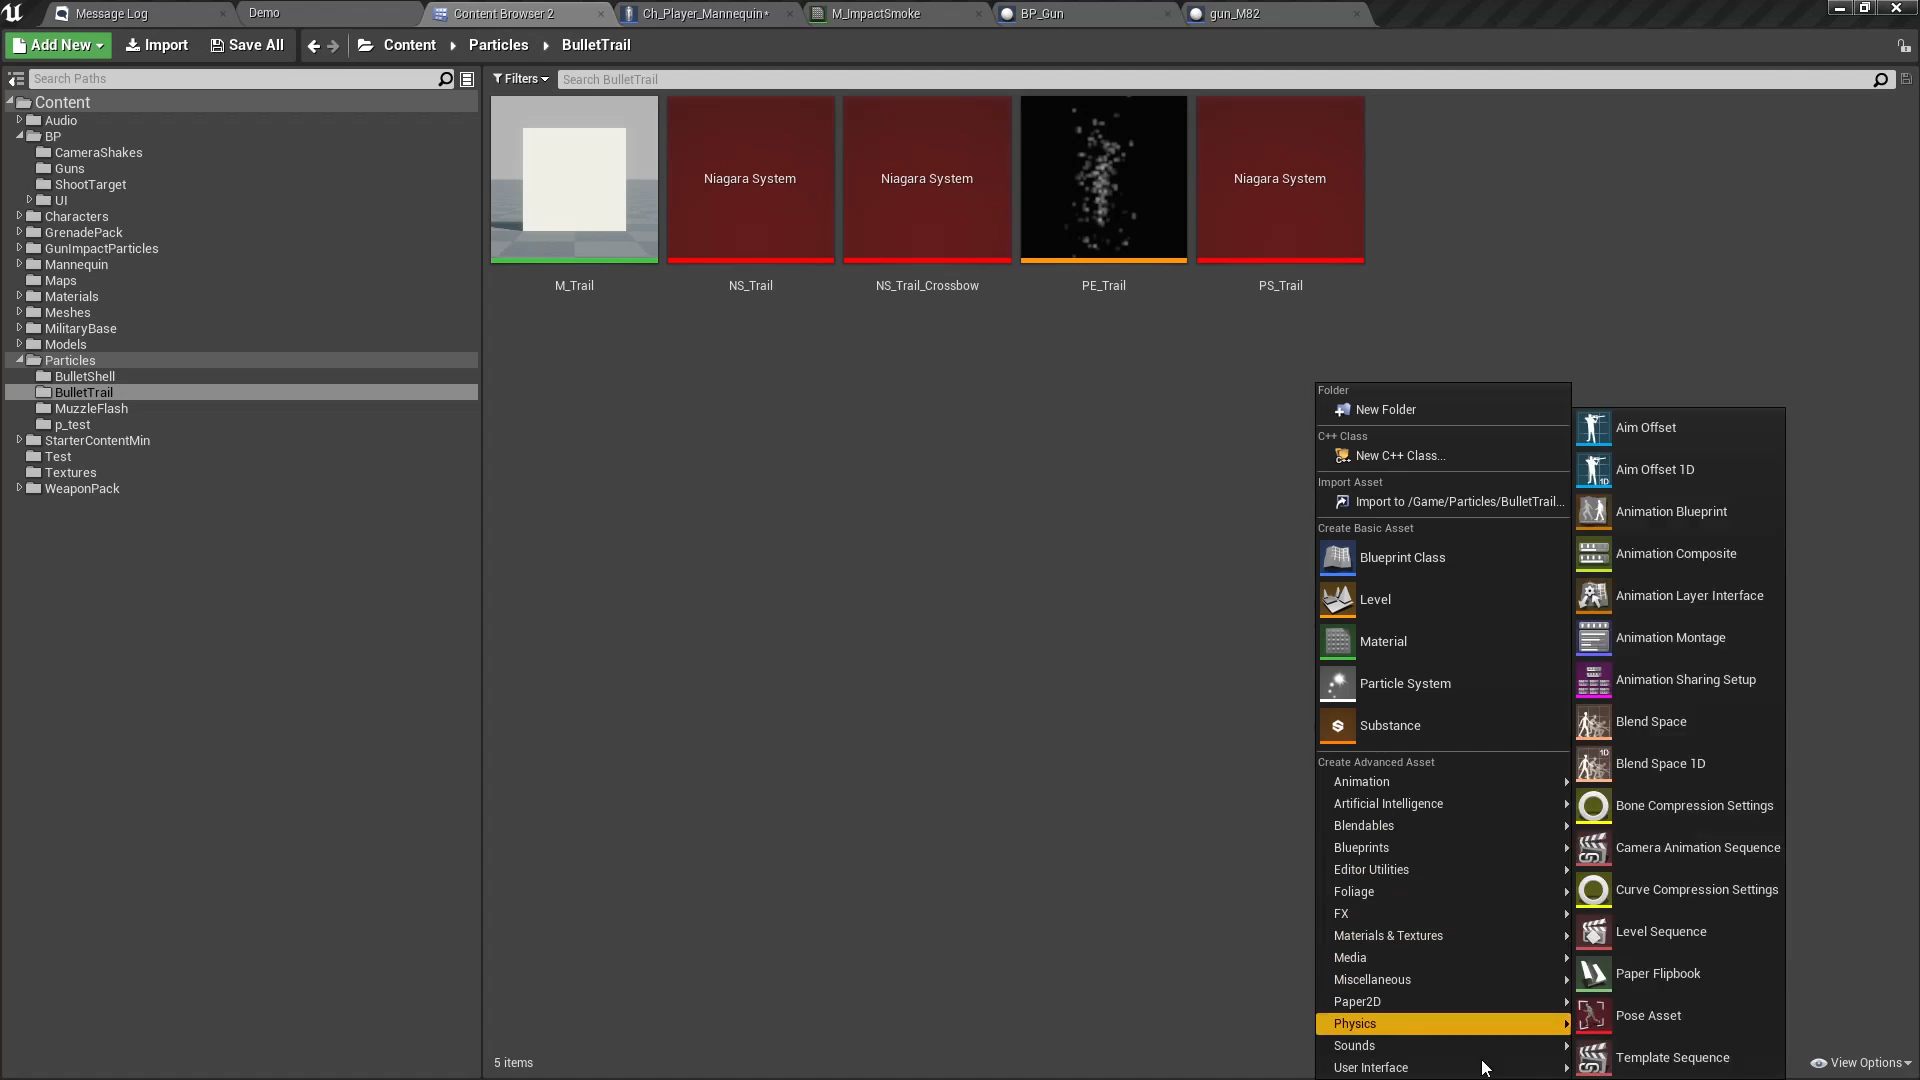 Message Log
Demo
Content Browser 2
Ch_Player_Mannequin*
M_ImpactSmoke
BP_Gun
gun_M82
Add New
Import
Save All
Content
Particles
BulletTrail
Search Paths
Filters
Search BulletTrail
Content
Audio
BP
CameraShakes
Guns
ShootTarget
UI
Characters
GrenadePack
GunImpactParticles
Mannequin
Maps
Materials
Meshes
MilitaryBase
Models
Particles
BulletShell
BulletTrail
MuzzleFlash
p_test
StarterContentMin
Test
Textures
WeaponPack
Niagara System
Niagara System
Niagara System
M_Trail
NS_Trail
NS_Trail_Crossbow
PE_Trail
PS_Trail
Folder
New Folder
C++ Class
New C++ Class...
Import Asset
Import to /Game/Particles/BulletTrail...
Create Basic Asset
Blueprint Class
Level
Material
Particle System
Substance
Create Advanced Asset
Animation
Artificial Intelligence
Blendables
Blueprints
Editor Utilities
Foliage
FX
Materials & Textures
Media
Miscellaneous
Paper2D
Physics
Sounds
User Interface
Aim Offset
Aim Offset 1D
Animation Blueprint
Animation Composite
Animation Layer Interface
Animation Montage
Animation Sharing Setup
Blend Space
Blend Space 1D
Bone Compression Settings
Camera Animation Sequence
Curve Compression Settings
Level Sequence
Paper Flipbook
Pose Asset
Template Sequence
5 items
View Options